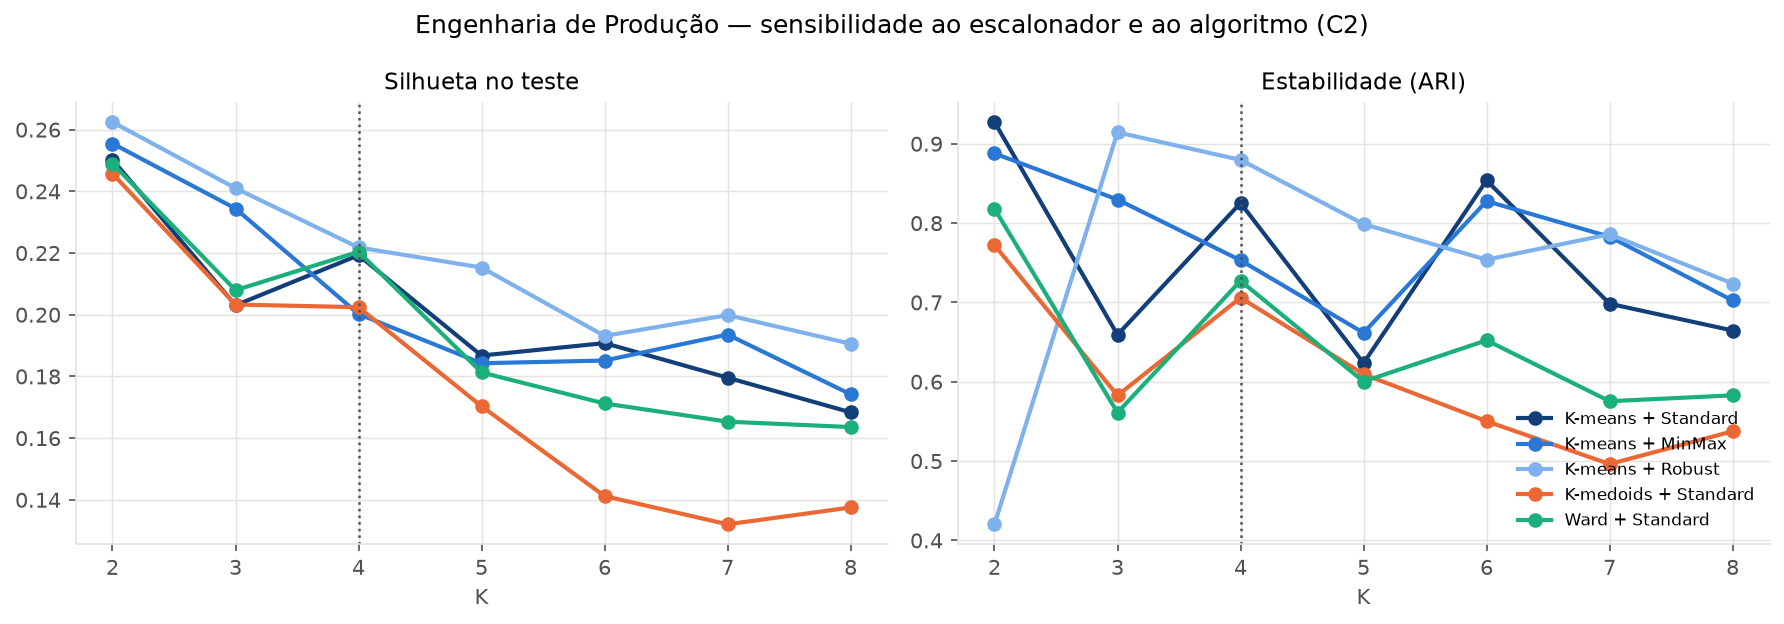 Engenharia de Produção — sensibilidade ao escalonador e ao algoritmo (C2)
Silhueta no teste
0.26
0.24
0.22
0.20
0.18
0.16
0.14
2 3 4 5 6 7 8
K
Estabilidade (ARI)
0.9
0.8
0.7
0.6
0.5
0.4
K-means + Standard
K-means + MinMax
K-means + Robust
K-medoids + Standard
Ward + Standard
2 3 4 5 6 7 8
K